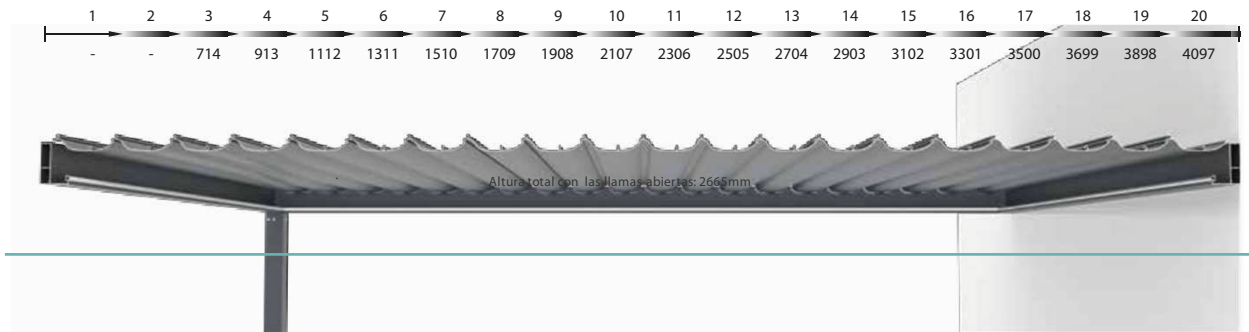 1 2 3 4 5 6 7 8 9 10 11 12 13 14 15 16 17 18 19 20
- - 714 913 1112 1311 1510 1709 1908 2107 2306 2505 2704 2903 3102 3301 3500 3699 3898 4097
Altura total con las llamas abiertas: 2665mm